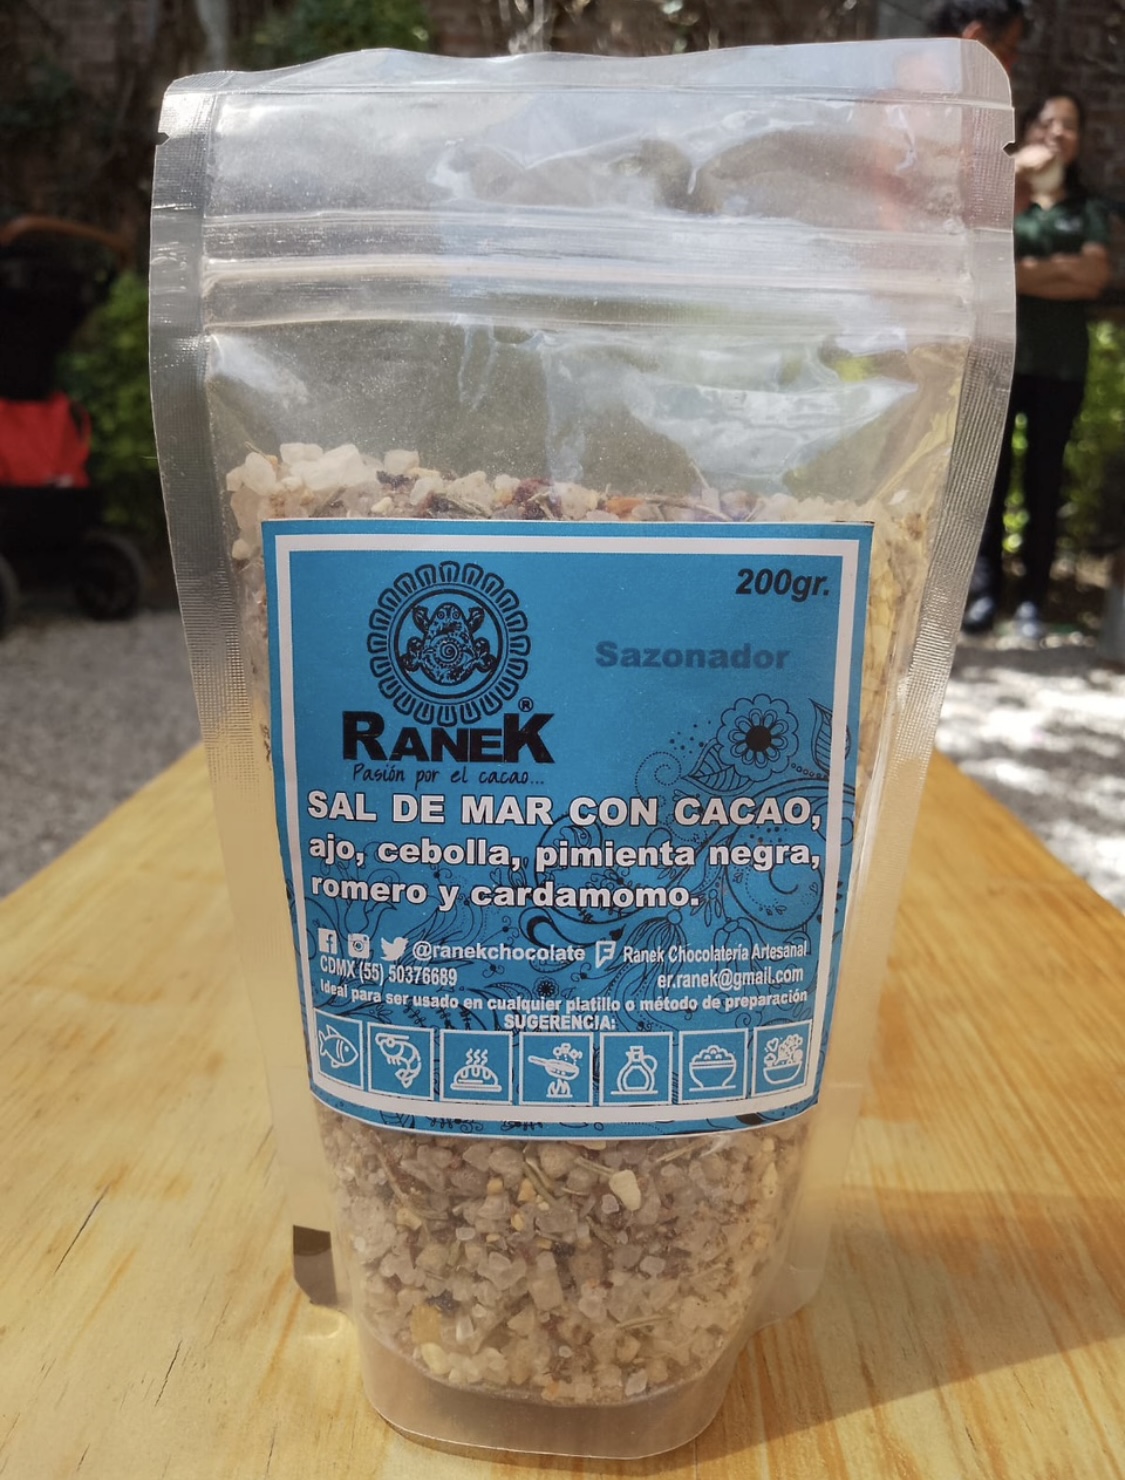 200gr.
Sazonador
RANEK®
Pasión por el cacao...
SAL DE MAR CON CACAO,
ajo, cebolla, pimienta negra,
romero y cardamomo.
@ranekchocolate Ranek Chocolatería Artesanal
CDMX (55) 50376689 er.ranek@gmail.com
Ideal para ser usado en cualquier platillo o método de preparación
SUGERENCIA: